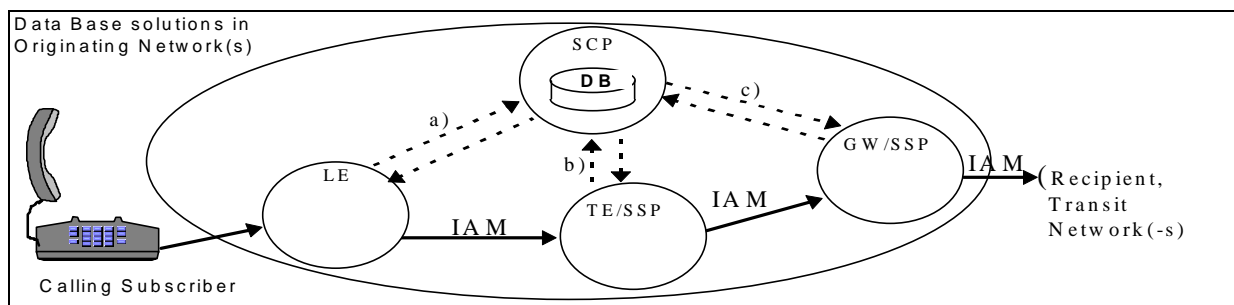 Data Base solutions in
Originating Network(s)
SCP
DB
a)
c)
b)
LE
GW/SSP
TE/SSP
IAM
IAM
IAM
(Recipient,
Transit
Network(-s)
Calling Subscriber